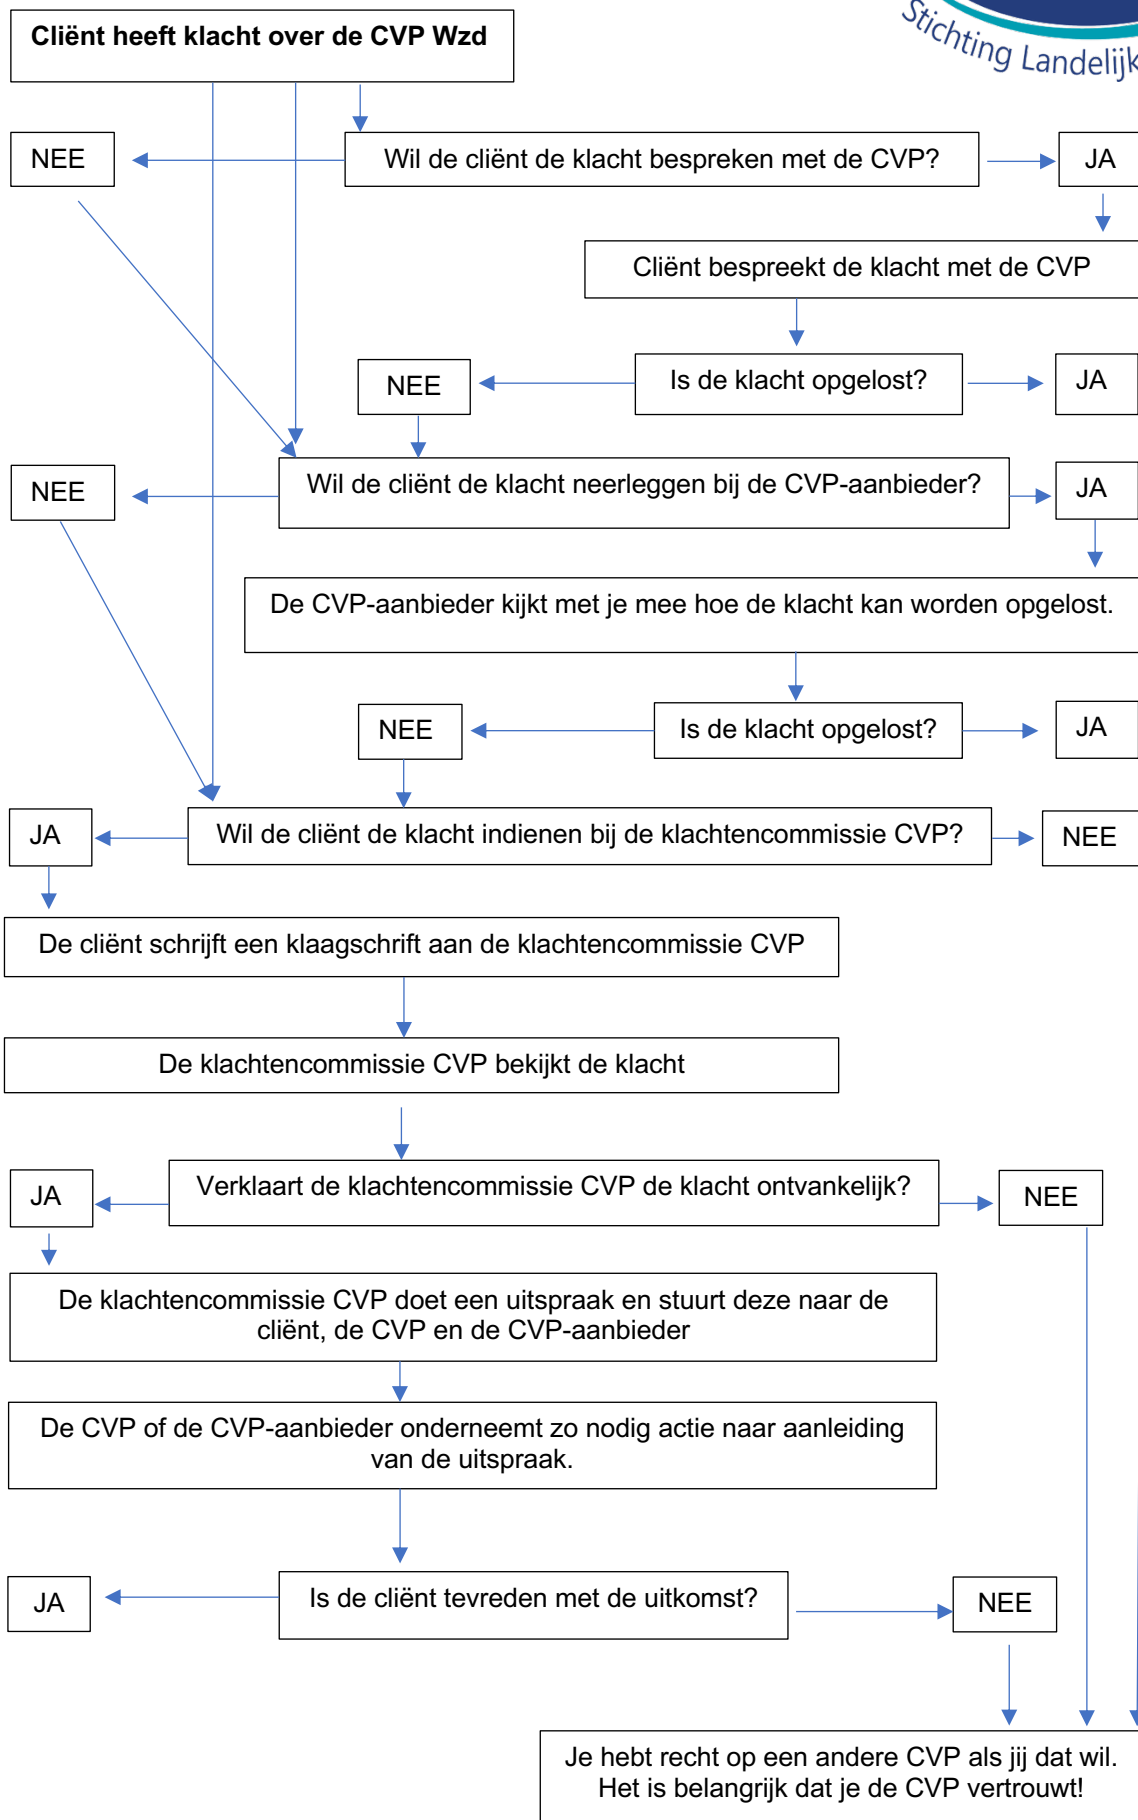 Stichting Landelijk
Cliënt heeft klacht over de CVP Wzd
NEE
Wil de cliënt de klacht bespreken met de CVP?
JA
Cliënt bespreekt de klacht met de CVP
NEE
Is de klacht opgelost?
JA
NEE
Wil de cliënt de klacht neerleggen bij de CVP-aanbieder?
JA
De CVP-aanbieder kijkt met je mee hoe de klacht kan worden opgelost.
NEE
Is de klacht opgelost?
JA
JA
Wil de cliënt de klacht indienen bij de klachtencommissie CVP?
NEE
De cliënt schrijft een klaagschrift aan de klachtencommissie CVP
De klachtencommissie CVP bekijkt de klacht
JA
Verklaart de klachtencommissie CVP de klacht ontvankelijk?
NEE
De klachtencommissie CVP doet een uitspraak en stuurt deze naar de
cliënt, de CVP en de CVP-aanbieder
De CVP of de CVP-aanbieder onderneemt zo nodig actie naar aanleiding
van de uitspraak.
JA
Is de cliënt tevreden met de uitkomst?
NEE
Je hebt recht op een andere CVP als jij dat wil.
Het is belangrijk dat je de CVP vertrouwt!